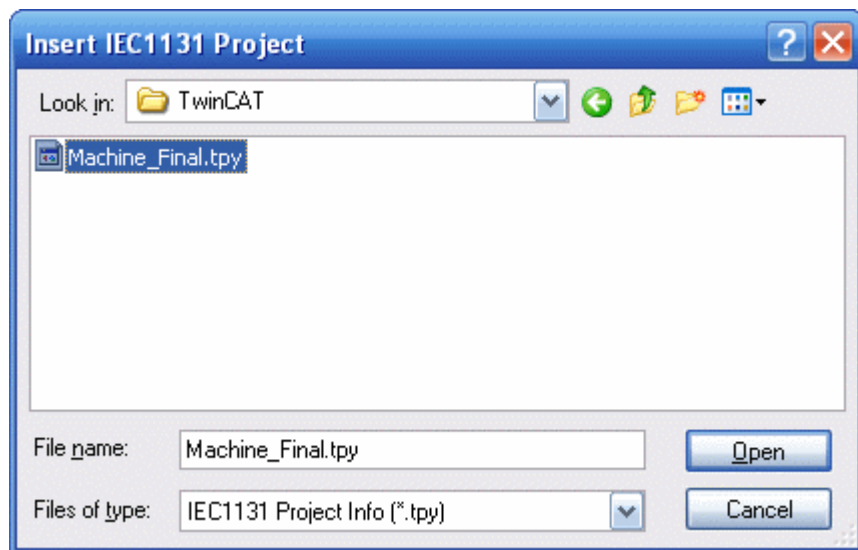 Insert IEC1131 Project
Look in: TwinCAT
Machine_Final.tpy
File name: Machine_Final.tpy Open
Files of type: IEC1131 Project Info (*.tpy) Cancel